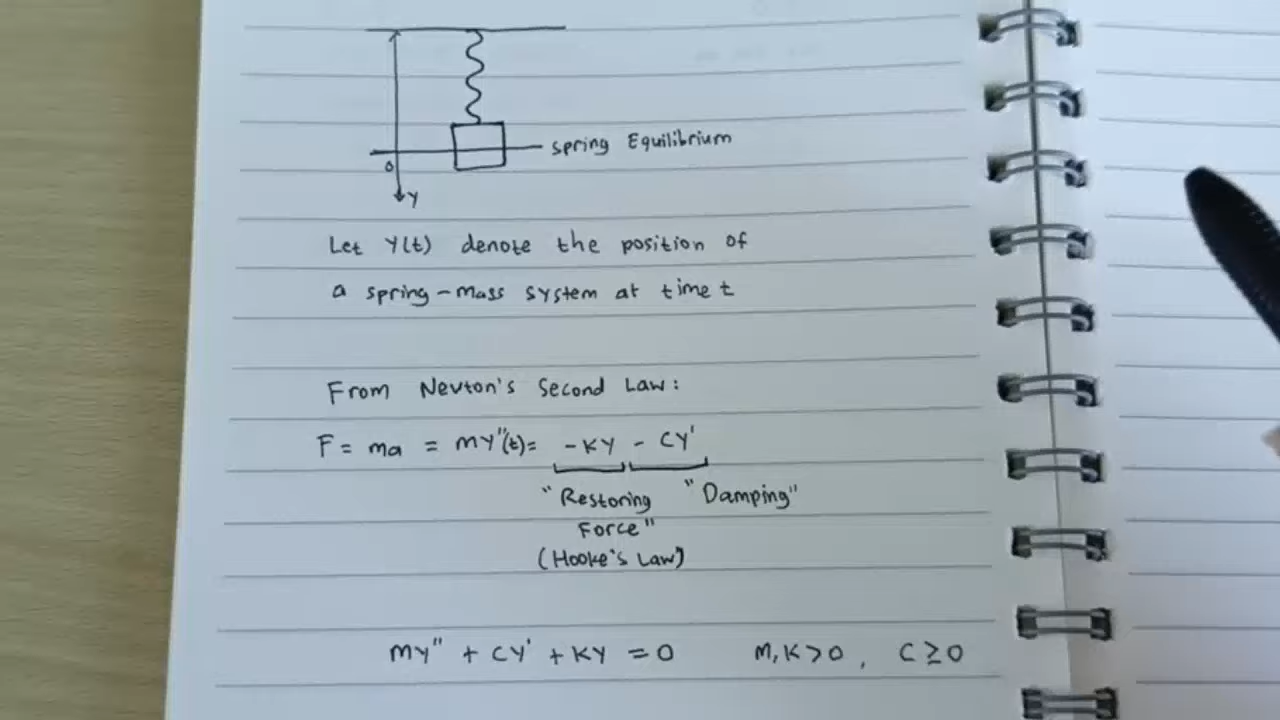 Spring Equilibrium
0
Y
Let Y(t) denote the position of
a spring-mass system at time t
From Newton's Second Law:
F = ma = mY"(t)= -KY - CY'
"Restoring "Damping"
Force"
(Hooke's Law)
mY" + CY' + KY = 0 m,K>0, C≥0